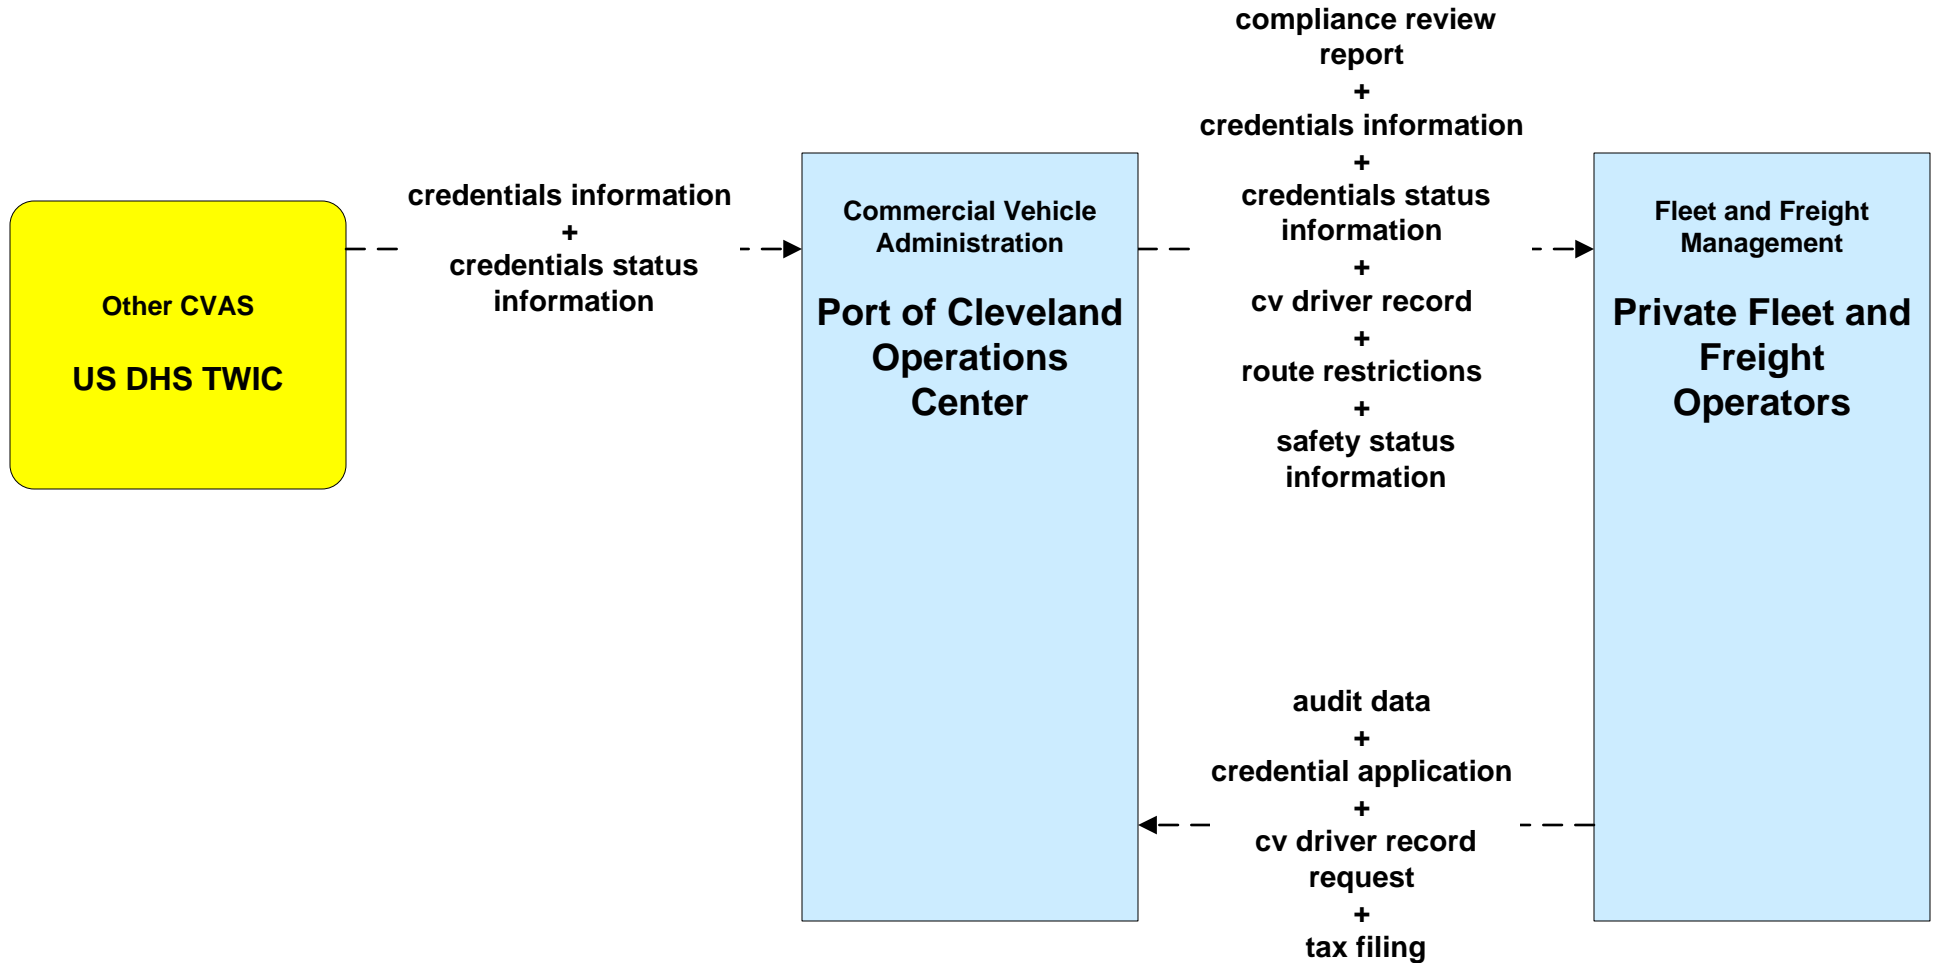 Other CVAS
US DHS TWIC
credentials information
+
credentials status
information
Commercial Vehicle
Administration
Port of Cleveland
Operations
Center
compliance review
report
+
credentials information
+
credentials status
information
+
cv driver record
+
route restrictions
+
safety status
information
Fleet and Freight
Management
Private Fleet and
Freight
Operators
audit data
+
credential application
+
cv driver record
request
+
tax filing